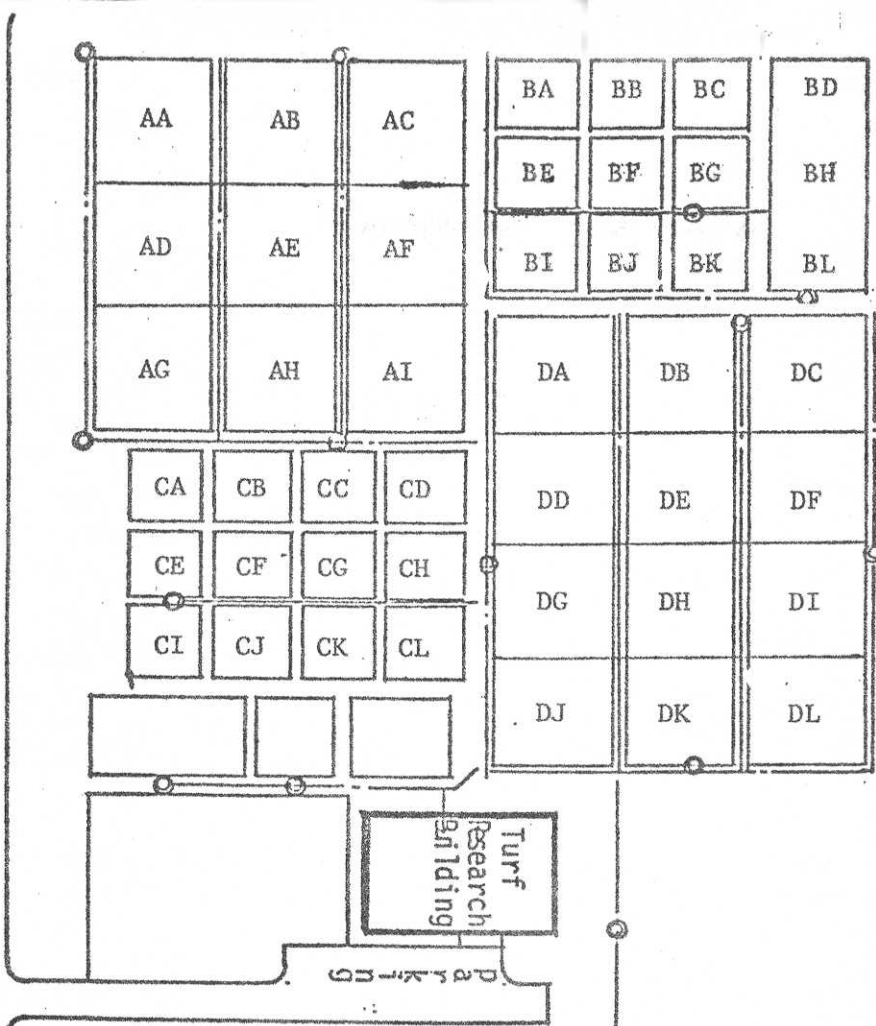 AA AB AC
BA BB BC BD
BE BF BG BH
AD AE AF
BI BJ BK BL
AG AH AI
DA DB DC
CA CB CC CD
DD DE DF
CE CF CG CH
DG DH DI
CI CJ CK CL
DJ DK DL
Turf
Research
Building
parking